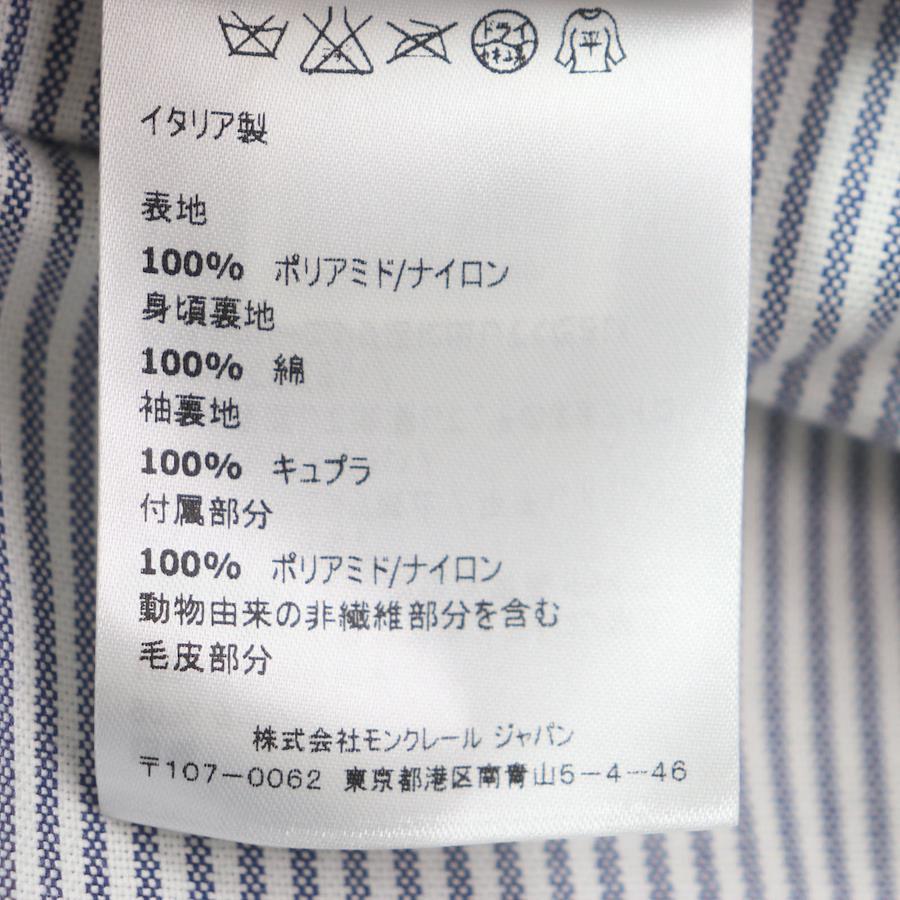 ドライ
平
イタリア製
表地
100% ポリアミド/ナイロン
身頃裏地
100% 綿
袖裏地
100% キュプラ
付属部分
100% ポリアミド/ナイロン
動物由来の非繊維部分を含む
毛皮部分
株式会社モンクレール ジャパン
〒107-0062 東京都港区南青山5-4-46